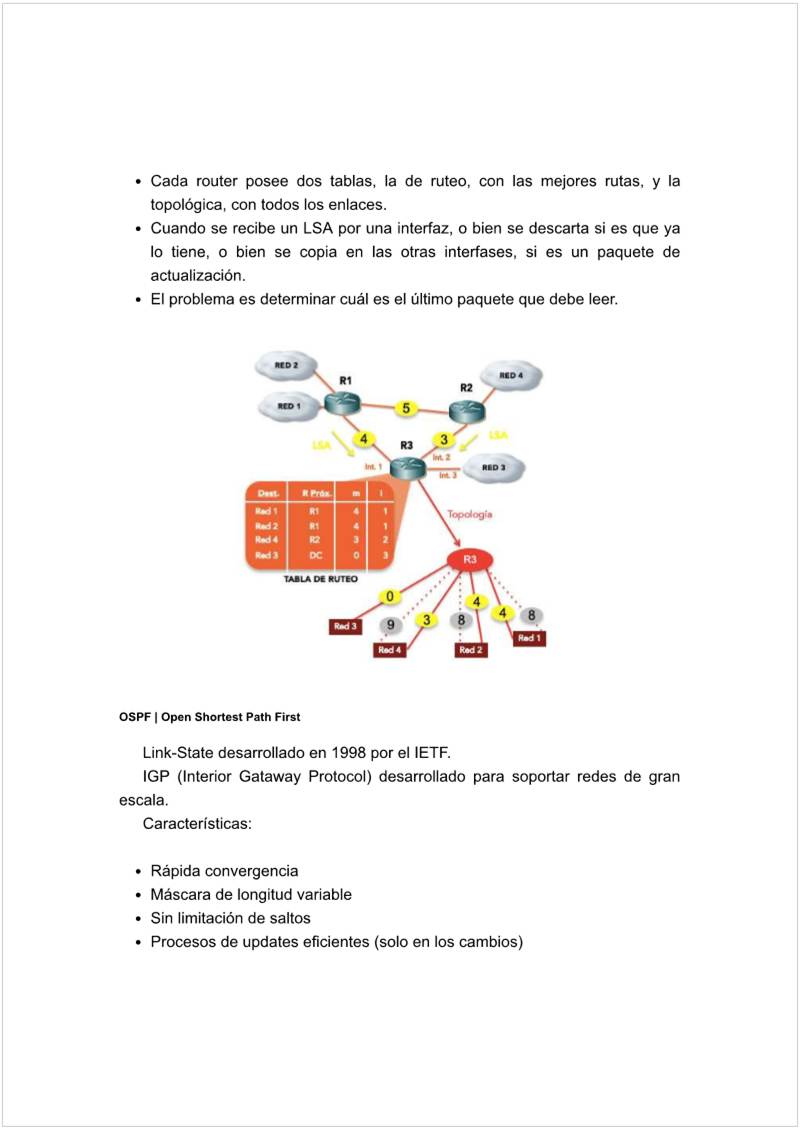 • Cada router posee dos tablas, la de ruteo, con las mejores rutas, y la
topológica, con todos los enlaces.
• Cuando se recibe un LSA por una interfaz, o bien se descarta si es que ya
lo tiene, o bien se copia en las otras interfases, si es un paquete de
actualización.
• El problema es determinar cuál es el último paquete que debe leer.
RED 2
R1
RED 4
R2
RED 1
5
4
3
LSA
LSA
R3
Int. 1
Int. 2
Int. 3
RED 3
Dest. R Próx. m I
Red 1 R1 4 1
Red 2 R1 4 1
Red 4 R2 3 2
Red 3 DC 0 3
TABLA DE RUTEO
Topología
R3
0
9
3
8
4
4
8
Red 3
Red 4
Red 2
Red 1
OSPF | Open Shortest Path First
Link-State desarrollado en 1998 por el IETF.
IGP (Interior Gataway Protocol) desarrollado para soportar redes de gran
escala.
Características:
• Rápida convergencia
• Máscara de longitud variable
• Sin limitación de saltos
• Procesos de updates eficientes (solo en los cambios)